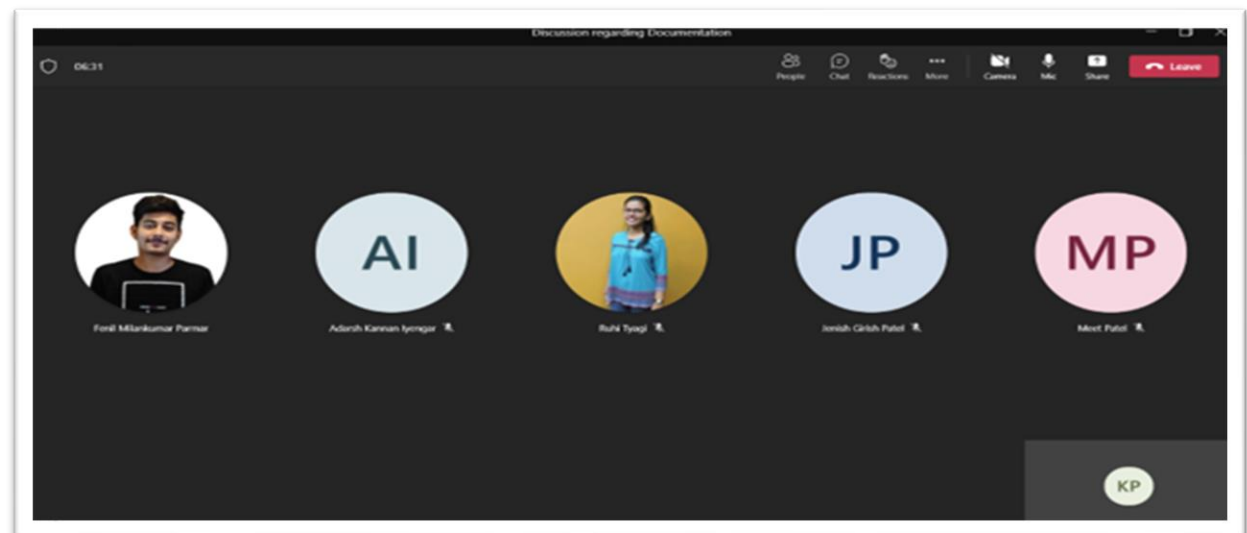 Discussion regarding Documentation
06:31
People Chat Reactions More Camera Mic Share Leave
AI JP MP
Fenil Milankumar Parmar Adarsh Kannan Iyengar Ruhi Tyagi Jenish Girish Patel Meet Patel
KP